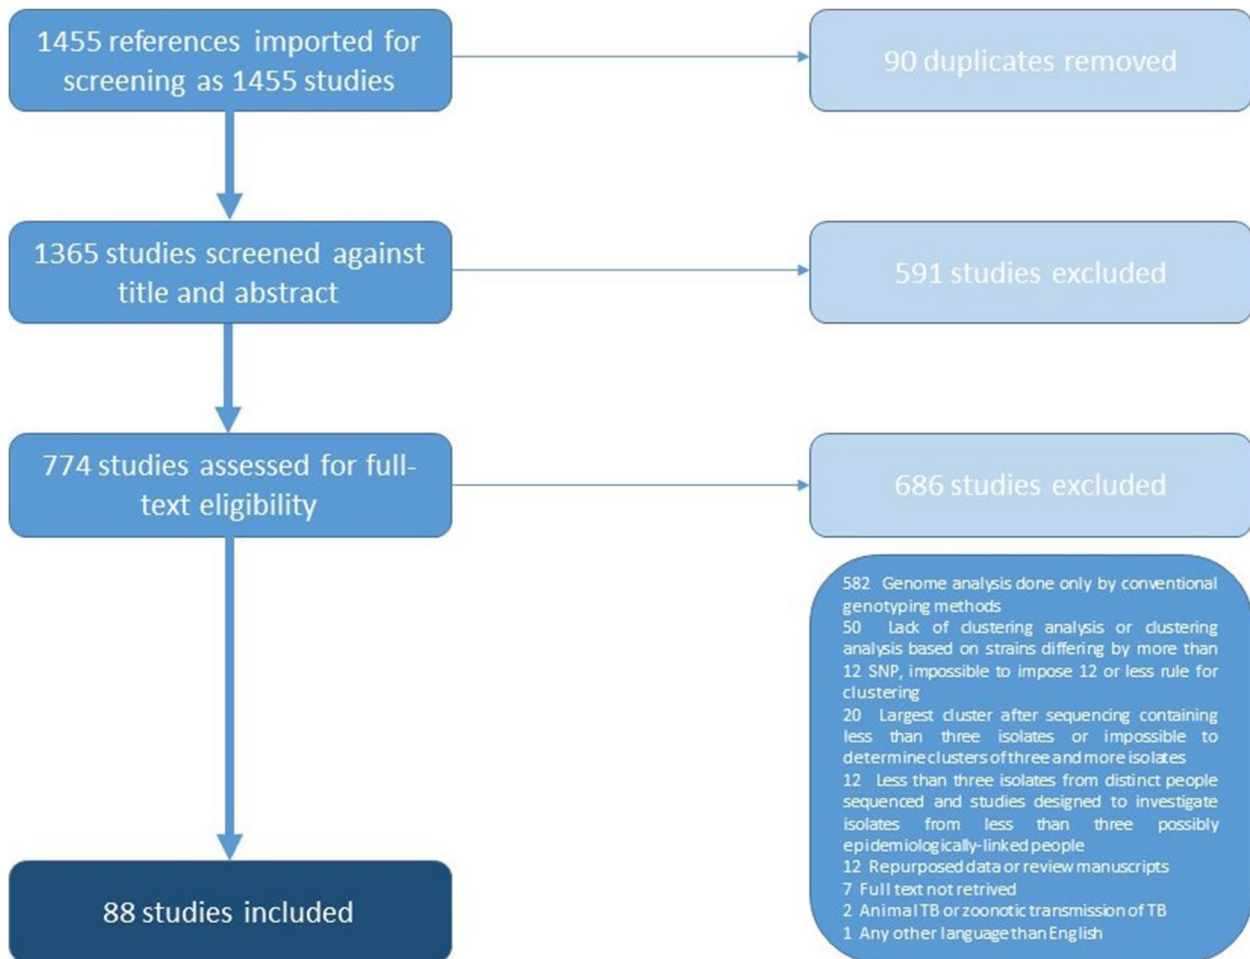 1455 references imported for
screening as 1455 studies
90 duplicates removed
1365 studies screened against
title and abstract
591 studies excluded
774 studies assessed for full-
text eligibility
686 studies excluded
582 Genome analysis done only by conventional
genotyping methods
50 Lack of clustering analysis or clustering
analysis based on strains differing by more than
12 SNP, impossible to impose 12 or less rule for
clustering
20 Largest cluster after sequencing containing
less than three isolates or impossible to
determine clusters of three and more isolates
12 Less than three isolates from distinct people
sequenced and studies designed to investigate
isolates from less than three possibly
epidemiologically-linked people
12 Repurposed data or review manuscripts
7 Full text not retrived
2 Animal TB or zoonotic transmission of TB
1 Any other language than English
88 studies included